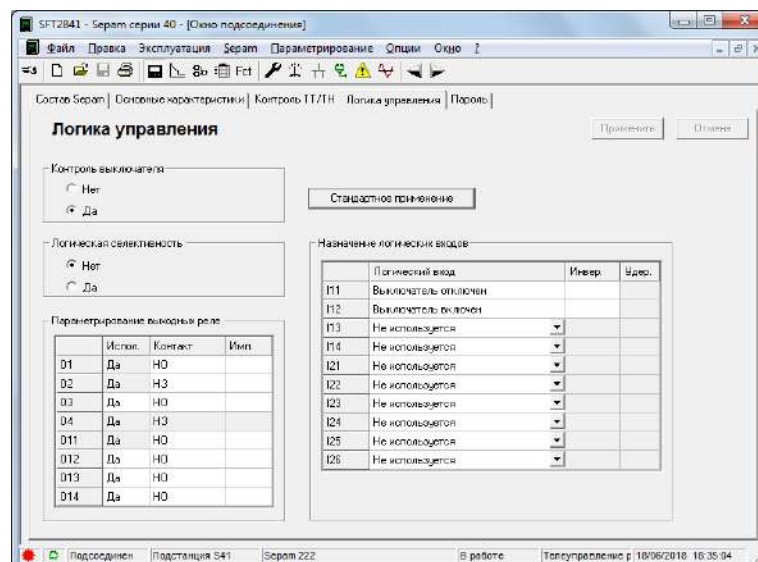 SFT2841 - Sepam серии 40 - [Окно подсоединения]
Файл Правка Эксплуатация Sepam Параметрирование Опции Окно ?
Fct
Состав Sepam Основные характеристики Контроль ТТ/ТН Логика управления Пароль
Логика управления
Применить Отмена
Контроль выключателя
Нет
Да
Стандартное применение
Логическая селективность
Нет
Да
Параметрирование выходных реле
Испол. Контакт Имп.
O1 Да НО
O2 Да НЗ
O3 Да НО
O4 Да НЗ
O11 Да НО
O12 Да НО
O13 Да НО
O14 Да НО
Назначение логических входов
Логический вход Инвер. Удер.
I11 Выключатель отключен
I12 Выключатель включен
I13 Не используется
I14 Не используется
I21 Не используется
I22 Не используется
I23 Не используется
I24 Не используется
I25 Не используется
I26 Не используется
Подсоединен Подстанция S41 Sepam 222 В работе Телеуправление р 18/06/2018 18:35:04